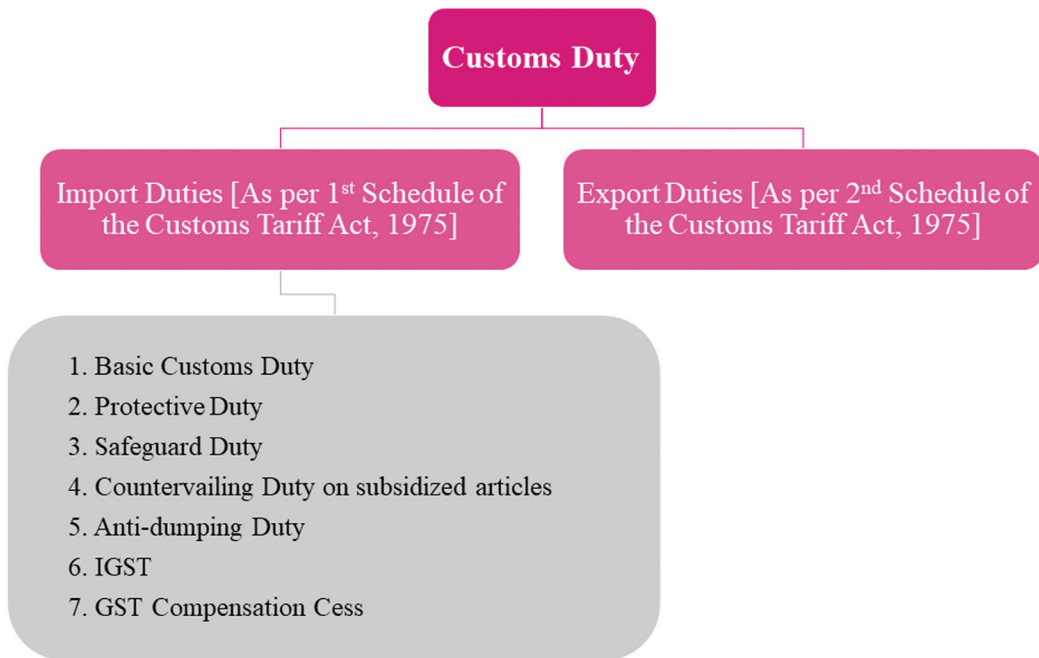 Customs Duty
Import Duties [As per 1st Schedule of
the Customs Tariff Act, 1975]
Export Duties [As per 2nd Schedule of
the Customs Tariff Act, 1975]
1. Basic Customs Duty
2. Protective Duty
3. Safeguard Duty
4. Countervailing Duty on subsidized articles
5. Anti-dumping Duty
6. IGST
7. GST Compensation Cess